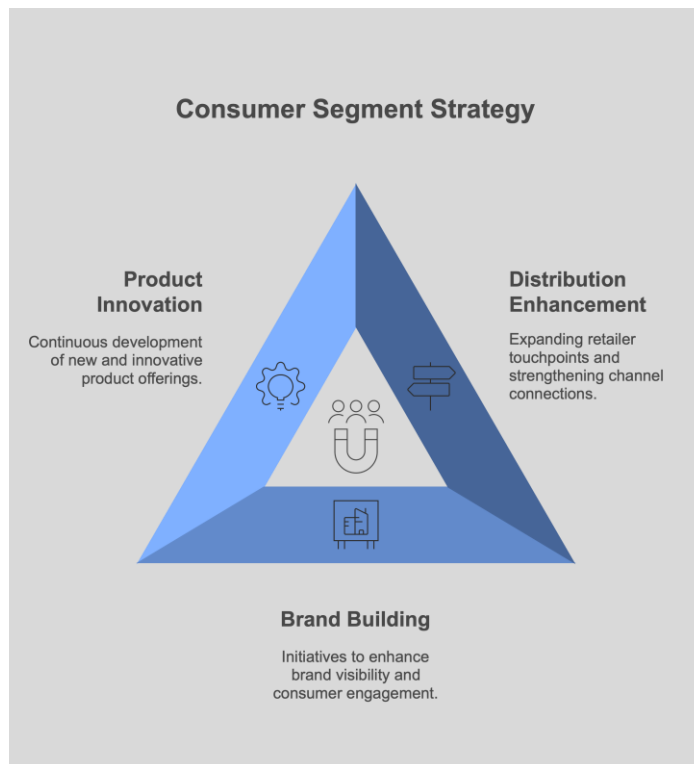 Consumer Segment Strategy
Product
Innovation
Continuous development
of new and innovative
product offerings.
Distribution
Enhancement
Expanding retailer
touchpoints and
strengthening channel
connections.
Brand Building
Initiatives to enhance
brand visibility and
consumer engagement.